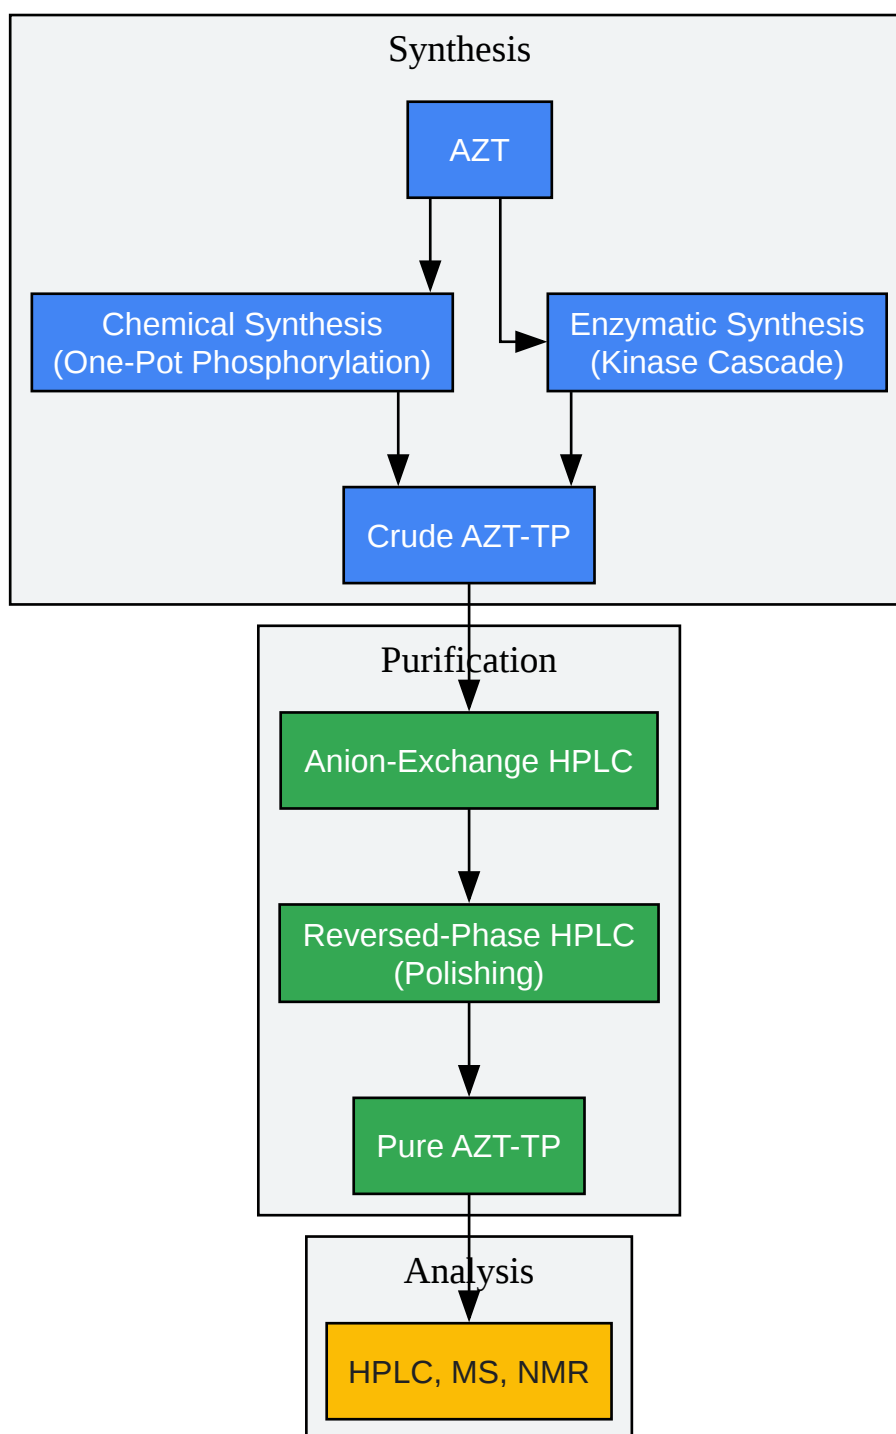 Synthesis
AZT
Chemical Synthesis
(One-Pot Phosphorylation)
Enzymatic Synthesis
(Kinase Cascade)
Crude AZT-TP
Purification
Anion-Exchange HPLC
Reversed-Phase HPLC
(Polishing)
Pure AZT-TP
Analysis
HPLC, MS, NMR